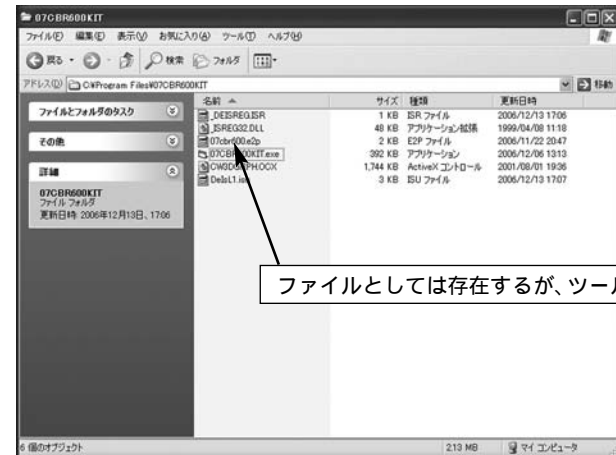 07CBR600KIT
ファイル(F) 編集(E) 表示(V) お気に入り(A) ツール(T) ヘルプ(H)
戻る 検索 フォルダ
アドレス(D) C:¥Program Files¥07CBR600KIT 移動
ファイルとフォルダのタスク
その他
詳細
07CBR600KIT
ファイル フォルダ
更新日時: 2006年12月13日、17:06
名前 サイズ 種類 更新日時
_DEISREG.ISR 1 KB ISR ファイル 2006/12/13 17:06
_ISREG32.DLL 48 KB アプリケーション拡張 1999/04/08 11:18
07cbr600.e2p 2 KB E2P ファイル 2006/11/22 20:47
07CBR600KIT.exe 392 KB アプリケーション 2006/12/06 13:13
1,744 KB ActiveX コントロール 2001/08/01 19:36
DeIsL1.isu 3 KB ISU ファイル 2006/12/13 17:07
ファイルとしては存在するが、ツール
6 個のオブジェクト 2.13 MB マイ コンピュータ